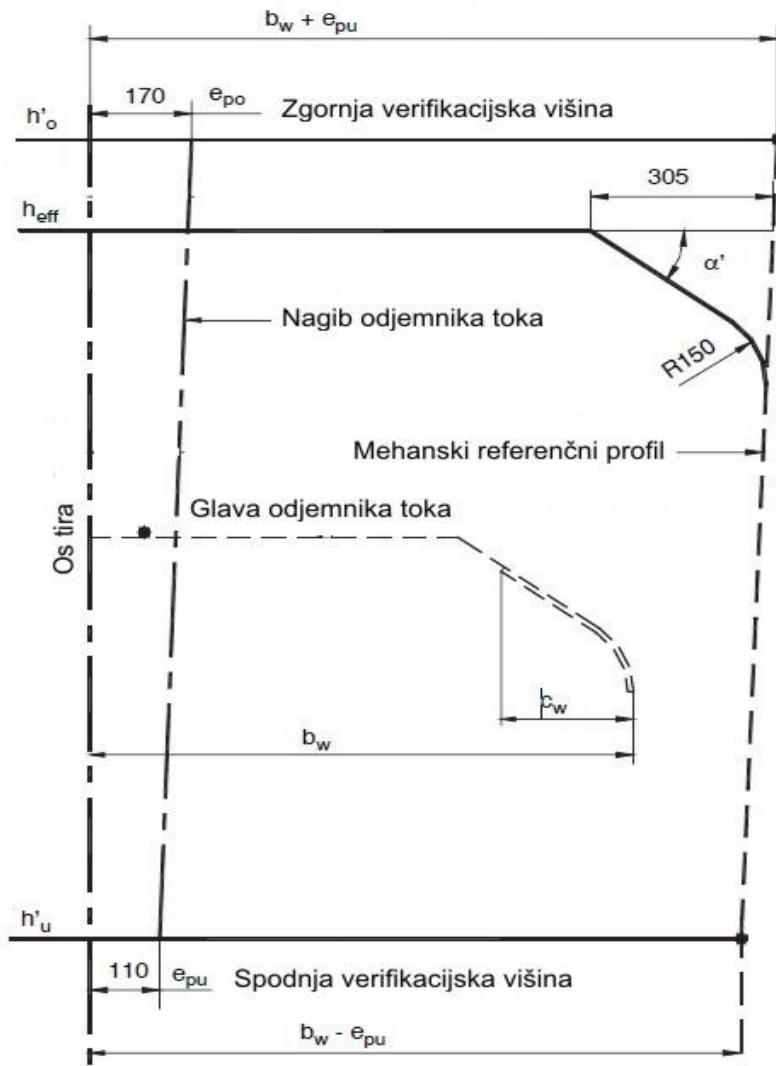 b_w + e_pu
170 e_po Zgornja verifikacijska višina
h'_o
305
h_eff
α'
Nagib odjemnika toka
R150
Mehanski referenčni profil
Glava odjemnika toka
Os tira
c_w
b_w
h'_u
110 e_pu Spodnja verifikacijska višina
b_w - e_pu